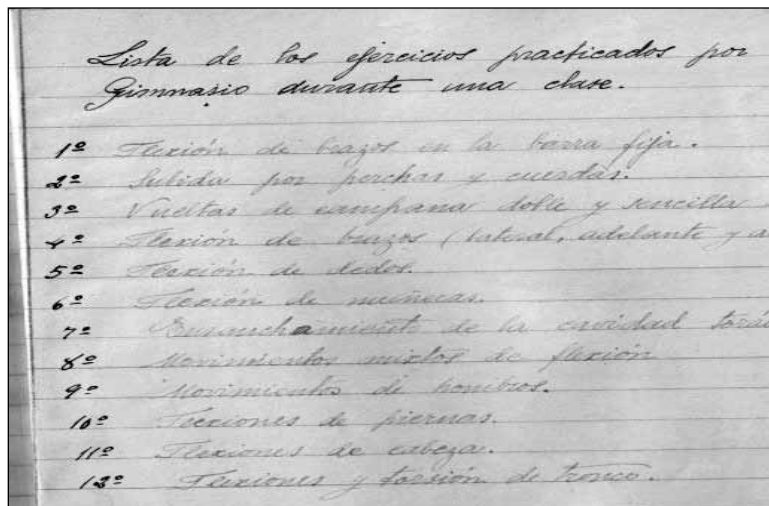 Lista de los ejercicios practicados por
Gimnasio durante una clase.
1º Flexión de brazos en la barra fija.
2º Subida por perchas y cuerdas.
3º Vueltas de campana doble y sencilla
4º Flexión de brazos (lateral, adelante y a
5º Flexión de dedos.
6º Flexión de muñecas.
7º Ensanchamiento de la cavidad torác
8º Movimientos mixtos de flexión
9º Movimientos de hombros.
10º Flexiones de piernas.
11º Flexiones de cabeza.
12º Flexiones y torsión de tronco.